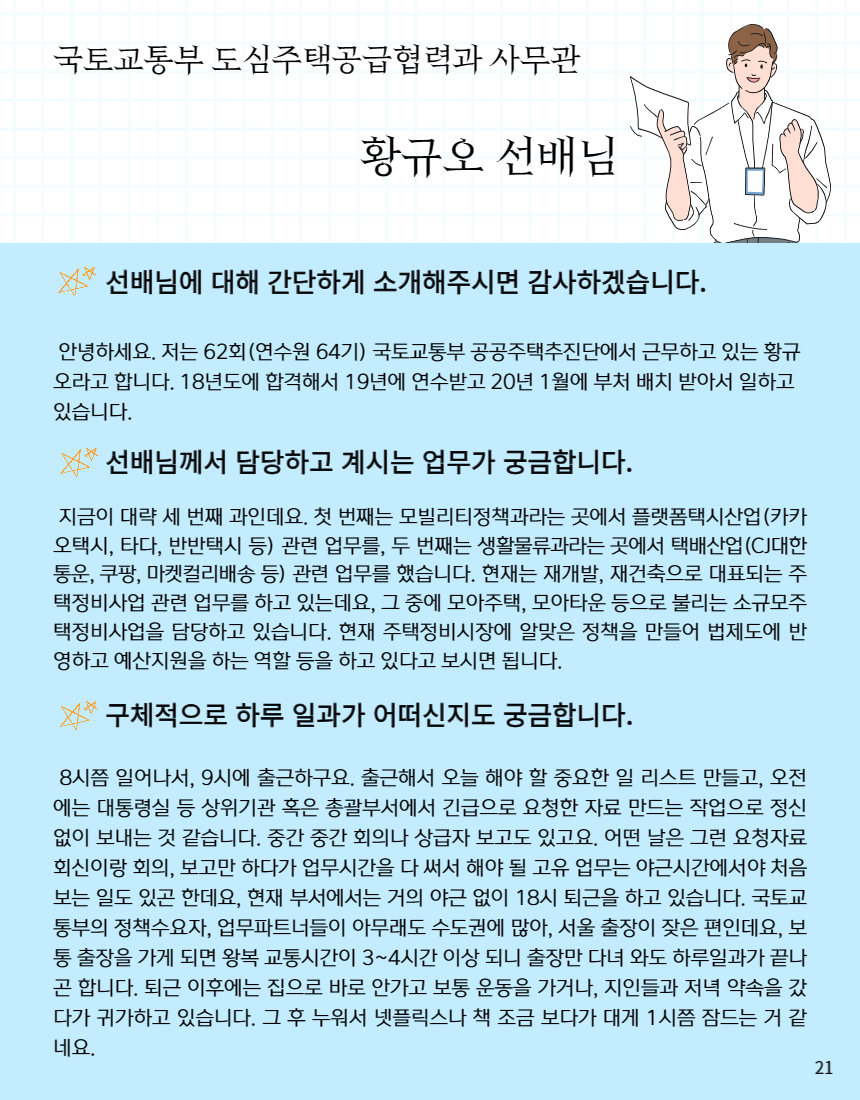 국토교통부 도심주택공급협력과 사무관
황규오 선배님
선배님에 대해 간단하게 소개해주시면 감사하겠습니다.
안녕하세요. 저는 62회(연수원 64기) 국토교통부 공공주택추진단에서 근무하고 있는 황규
오라고 합니다. 18년도에 합격해서 19년에 연수받고 20년 1월에 부처 배치 받아서 일하고
있습니다.
선배님께서 담당하고 계시는 업무가 궁금합니다.
지금이 대략 세 번째 과인데요. 첫 번째는 모빌리티정책과라는 곳에서 플랫폼택시산업(카카
오택시, 타다, 반반택시 등) 관련 업무를, 두 번째는 생활물류과라는 곳에서 택배산업(CJ대한
통운, 쿠팡, 마켓컬리배송 등) 관련 업무를 했습니다. 현재는 재개발, 재건축으로 대표되는 주
택정비사업 관련 업무를 하고 있는데요, 그 중에 모아주택, 모아타운 등으로 불리는 소규모주
택정비사업을 담당하고 있습니다. 현재 주택정비시장에 알맞은 정책을 만들어 법제도에 반
영하고 예산지원을 하는 역할 등을 하고 있다고 보시면 됩니다.
구체적으로 하루 일과가 어떠신지도 궁금합니다.
8시쯤 일어나서, 9시에 출근하구요. 출근해서 오늘 해야 할 중요한 일 리스트 만들고, 오전
에는 대통령실 등 상위기관 혹은 총괄부서에서 긴급으로 요청한 자료 만드는 작업으로 정신
없이 보내는 것 같습니다. 중간 중간 회의나 상급자 보고도 있고요. 어떤 날은 그런 요청자료
회신이랑 회의, 보고만 하다가 업무시간을 다 써서 해야 될 고유 업무는 야근시간에서야 처음
보는 일도 있곤 한데요, 현재 부서에서는 거의 야근 없이 18시 퇴근을 하고 있습니다. 국토교
통부의 정책수요자, 업무파트너들이 아무래도 수도권에 많아, 서울 출장이 잦은 편인데요, 보
통 출장을 가게 되면 왕복 교통시간이 3~4시간 이상 되니 출장만 다녀 와도 하루일과가 끝나
곤 합니다. 퇴근 이후에는 집으로 바로 안가고 보통 운동을 가거나, 지인들과 저녁 약속을 갔
다가 귀가하고 있습니다. 그 후 누워서 넷플릭스나 책 조금 보다가 대게 1시쯤 잠드는 거 같
네요.
21